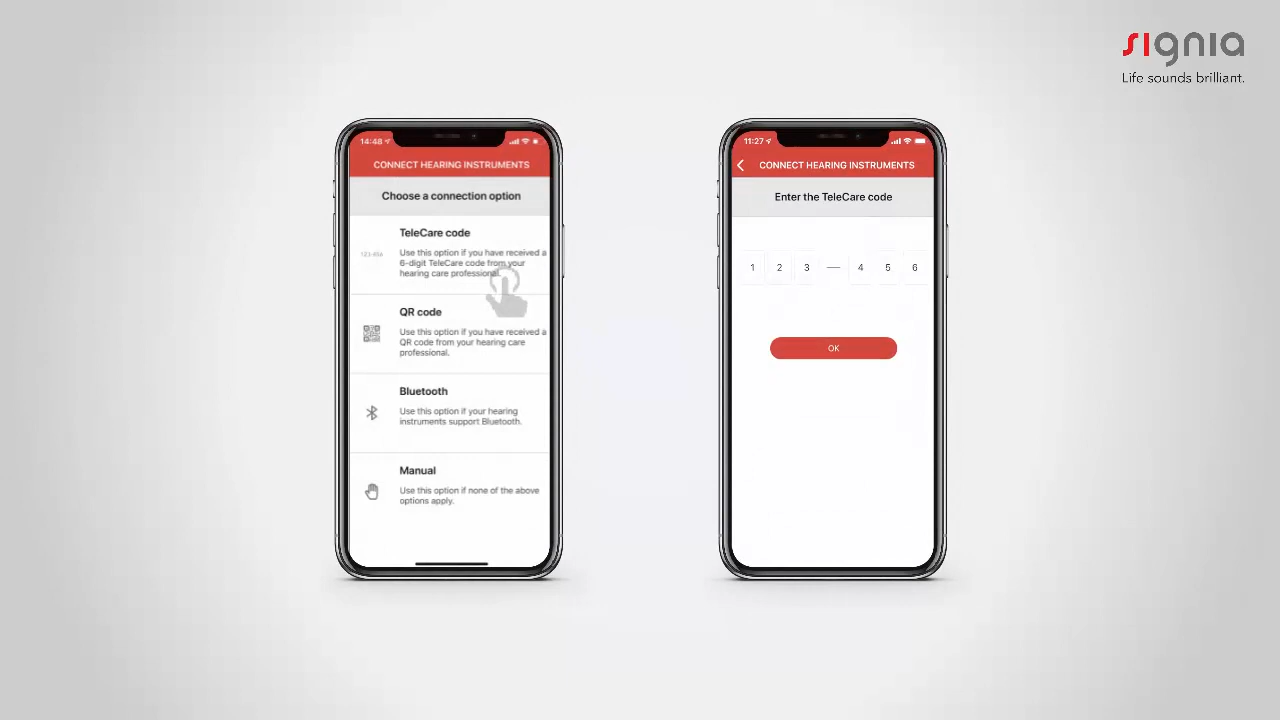 signia
Life sounds brilliant.
14:48
CONNECT HEARING INSTRUMENTS
Choose a connection option
TeleCare code
123-456
Use this option if you have received a
6-digit TeleCare code from your
hearing care professional.
QR code
Use this option if you have received a
QR code from your hearing care
professional.
Bluetooth
Use this option if your hearing
instruments support Bluetooth.
Manual
Use this option if none of the above
options apply.
11:27
CONNECT HEARING INSTRUMENTS
Enter the TeleCare code
1 2 3 — 4 5 6
OK